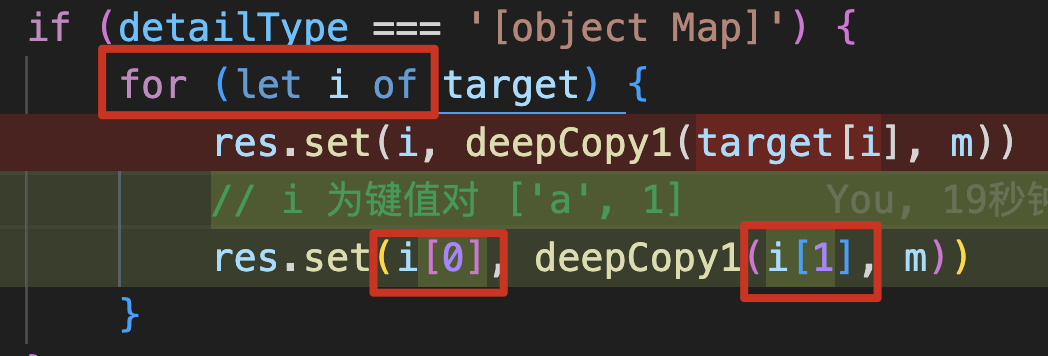 if (detailType === '[object Map]') {
for (let i of target) {
res.set(i, deepCopy1(target[i], m))
// i 为键值对 ['a', 1] You, 19秒钟
res.set(i[0], deepCopy1(i[1], m))
}